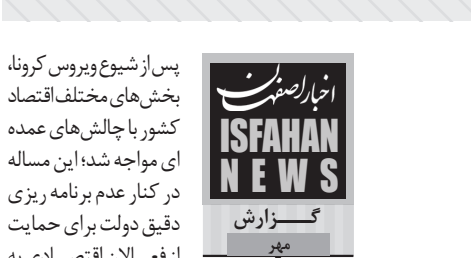 پس از شیوع ویروس کرونا،
بخش‌های مختلف اقتصاد
کشور با چالش‌های عمده
ای مواجه شد؛ این مساله
در کنار عدم برنامه ریزی
دقیق دولت برای حمایت
اخبار اصفهان
ISFAHAN
NEWS
گـــزارش
مهر